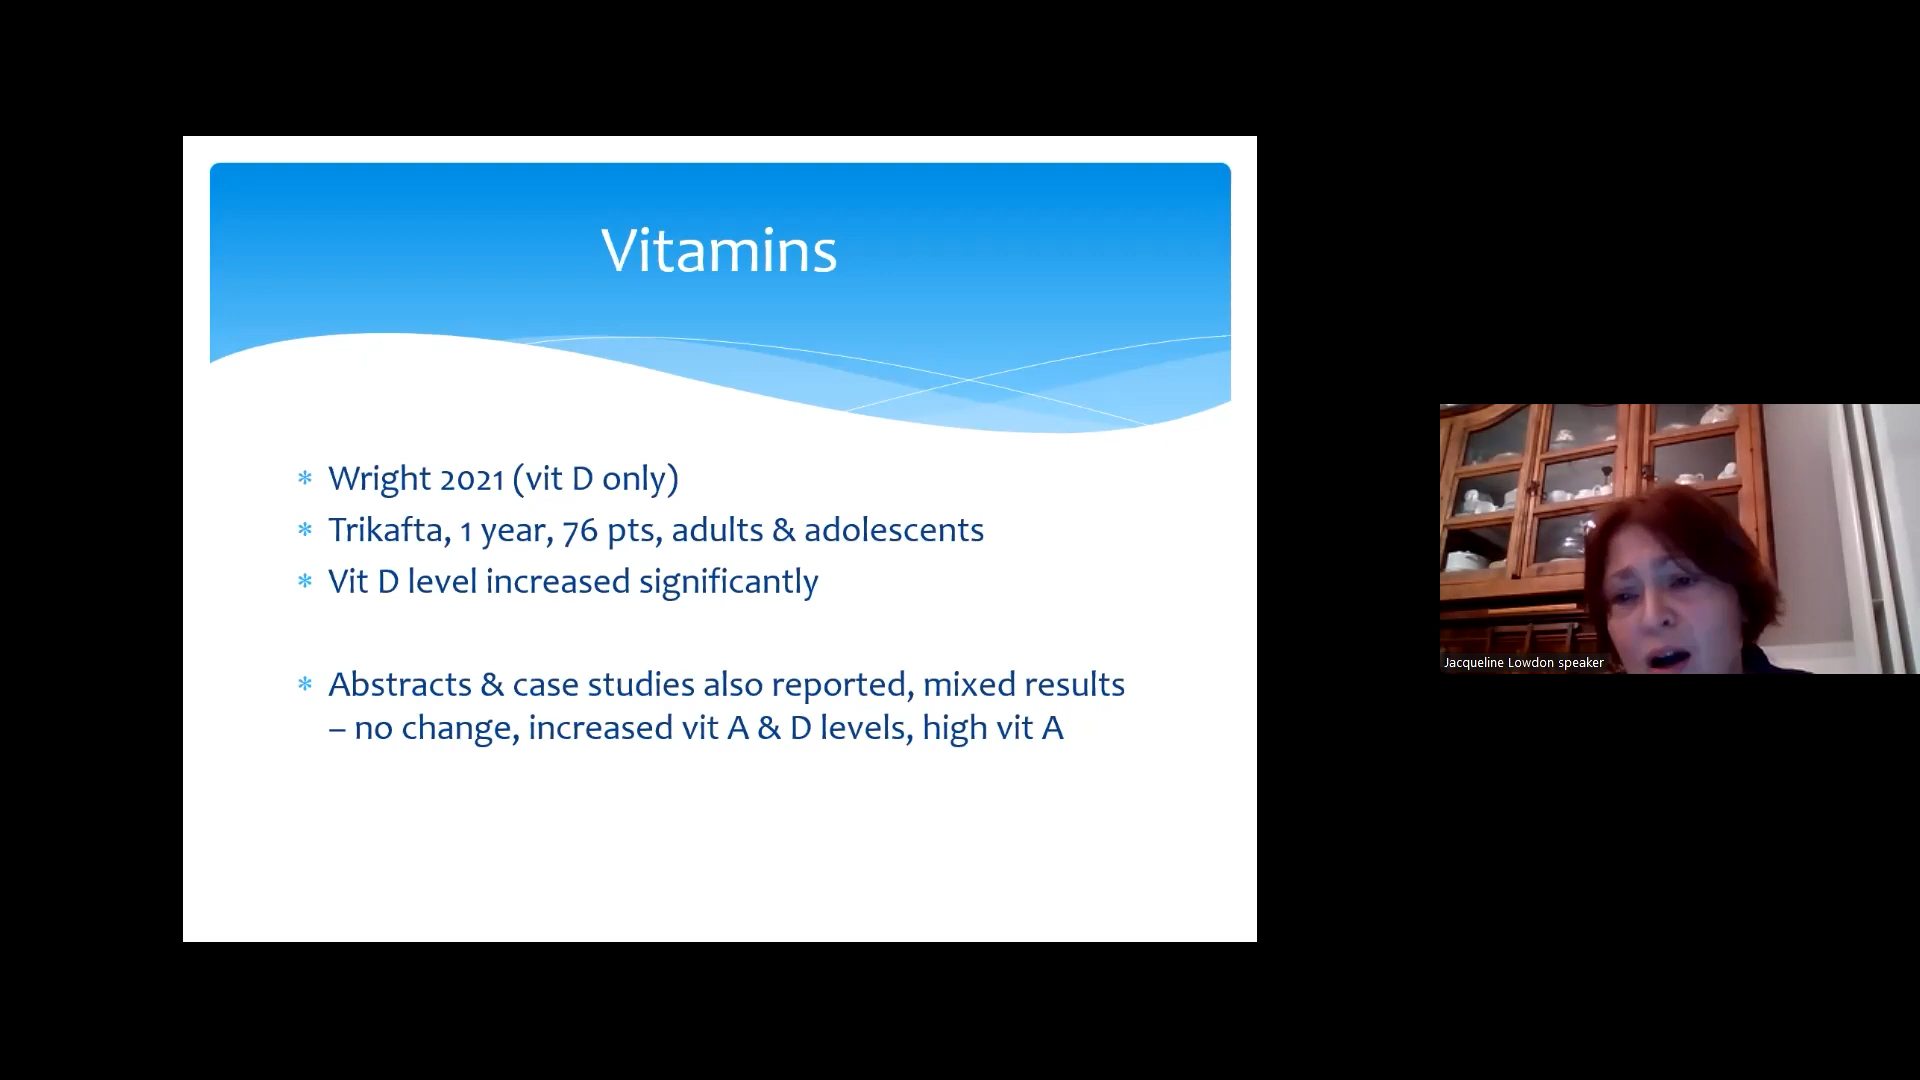 Vitamins
* Wright 2021 (vit D only)
* Trikafta, 1 year, 76 pts, adults & adolescents
* Vit D level increased significantly
* Abstracts & case studies also reported, mixed results
– no change, increased vit A & D levels, high vit A
Jacqueline Lowdon speaker